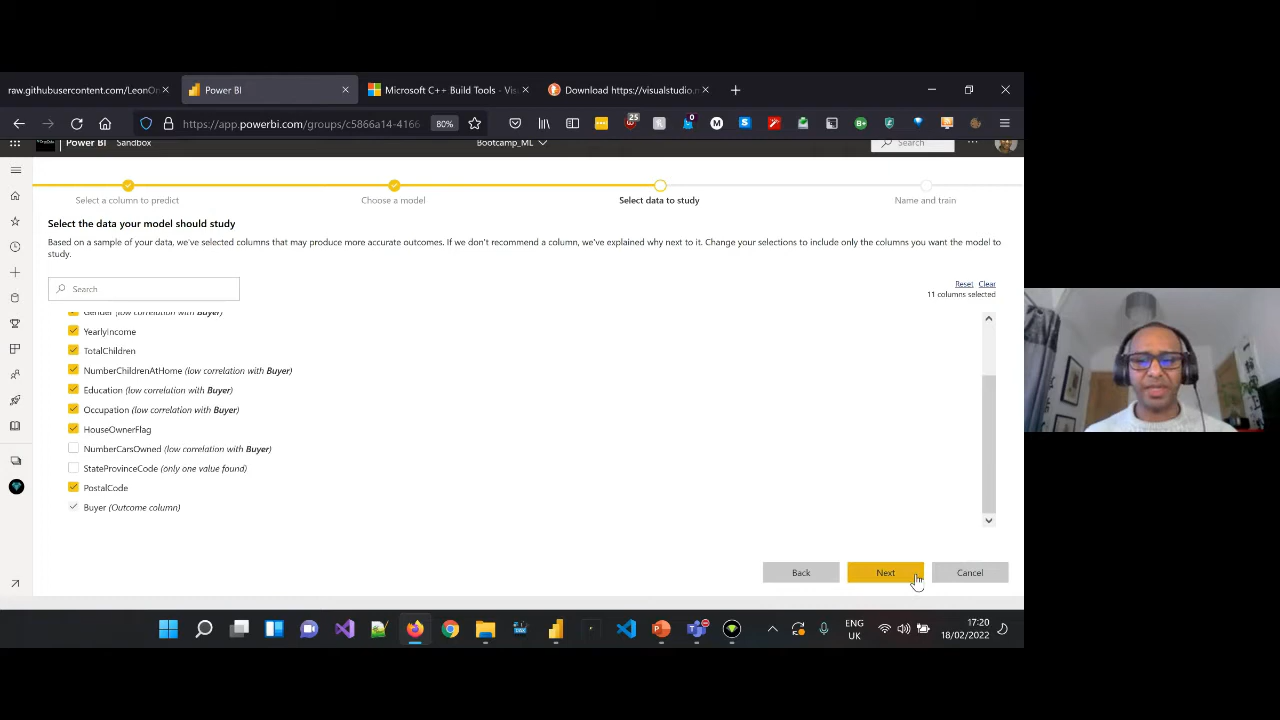 raw.githubusercontent.com/LeonOn
Power BI
Microsoft C++ Build Tools - Vis
Download https://visualstudio.m
https://app.powerbi.com/groups/c5866a14-4166
80%
25
0
Power BI
Sandbox
Bootcamp_ML
Search
Select a column to predict
Choose a model
Select data to study
Name and train
Select the data your model should study
Based on a sample of your data, we've selected columns that may produce more accurate outcomes. If we don't recommend a column, we've explained why next to it. Change your selections to include only the columns you want the model to
study.
Search
Reset Clear
11 columns selected
Gender (low correlation with Buyer)
YearlyIncome
TotalChildren
NumberChildrenAtHome (low correlation with Buyer)
Education (low correlation with Buyer)
Occupation (low correlation with Buyer)
HouseOwnerFlag
NumberCarsOwned (low correlation with Buyer)
StateProvinceCode (only one value found)
PostalCode
Buyer (Outcome column)
Back
Next
Cancel
ENG
UK
17:20
18/02/2022